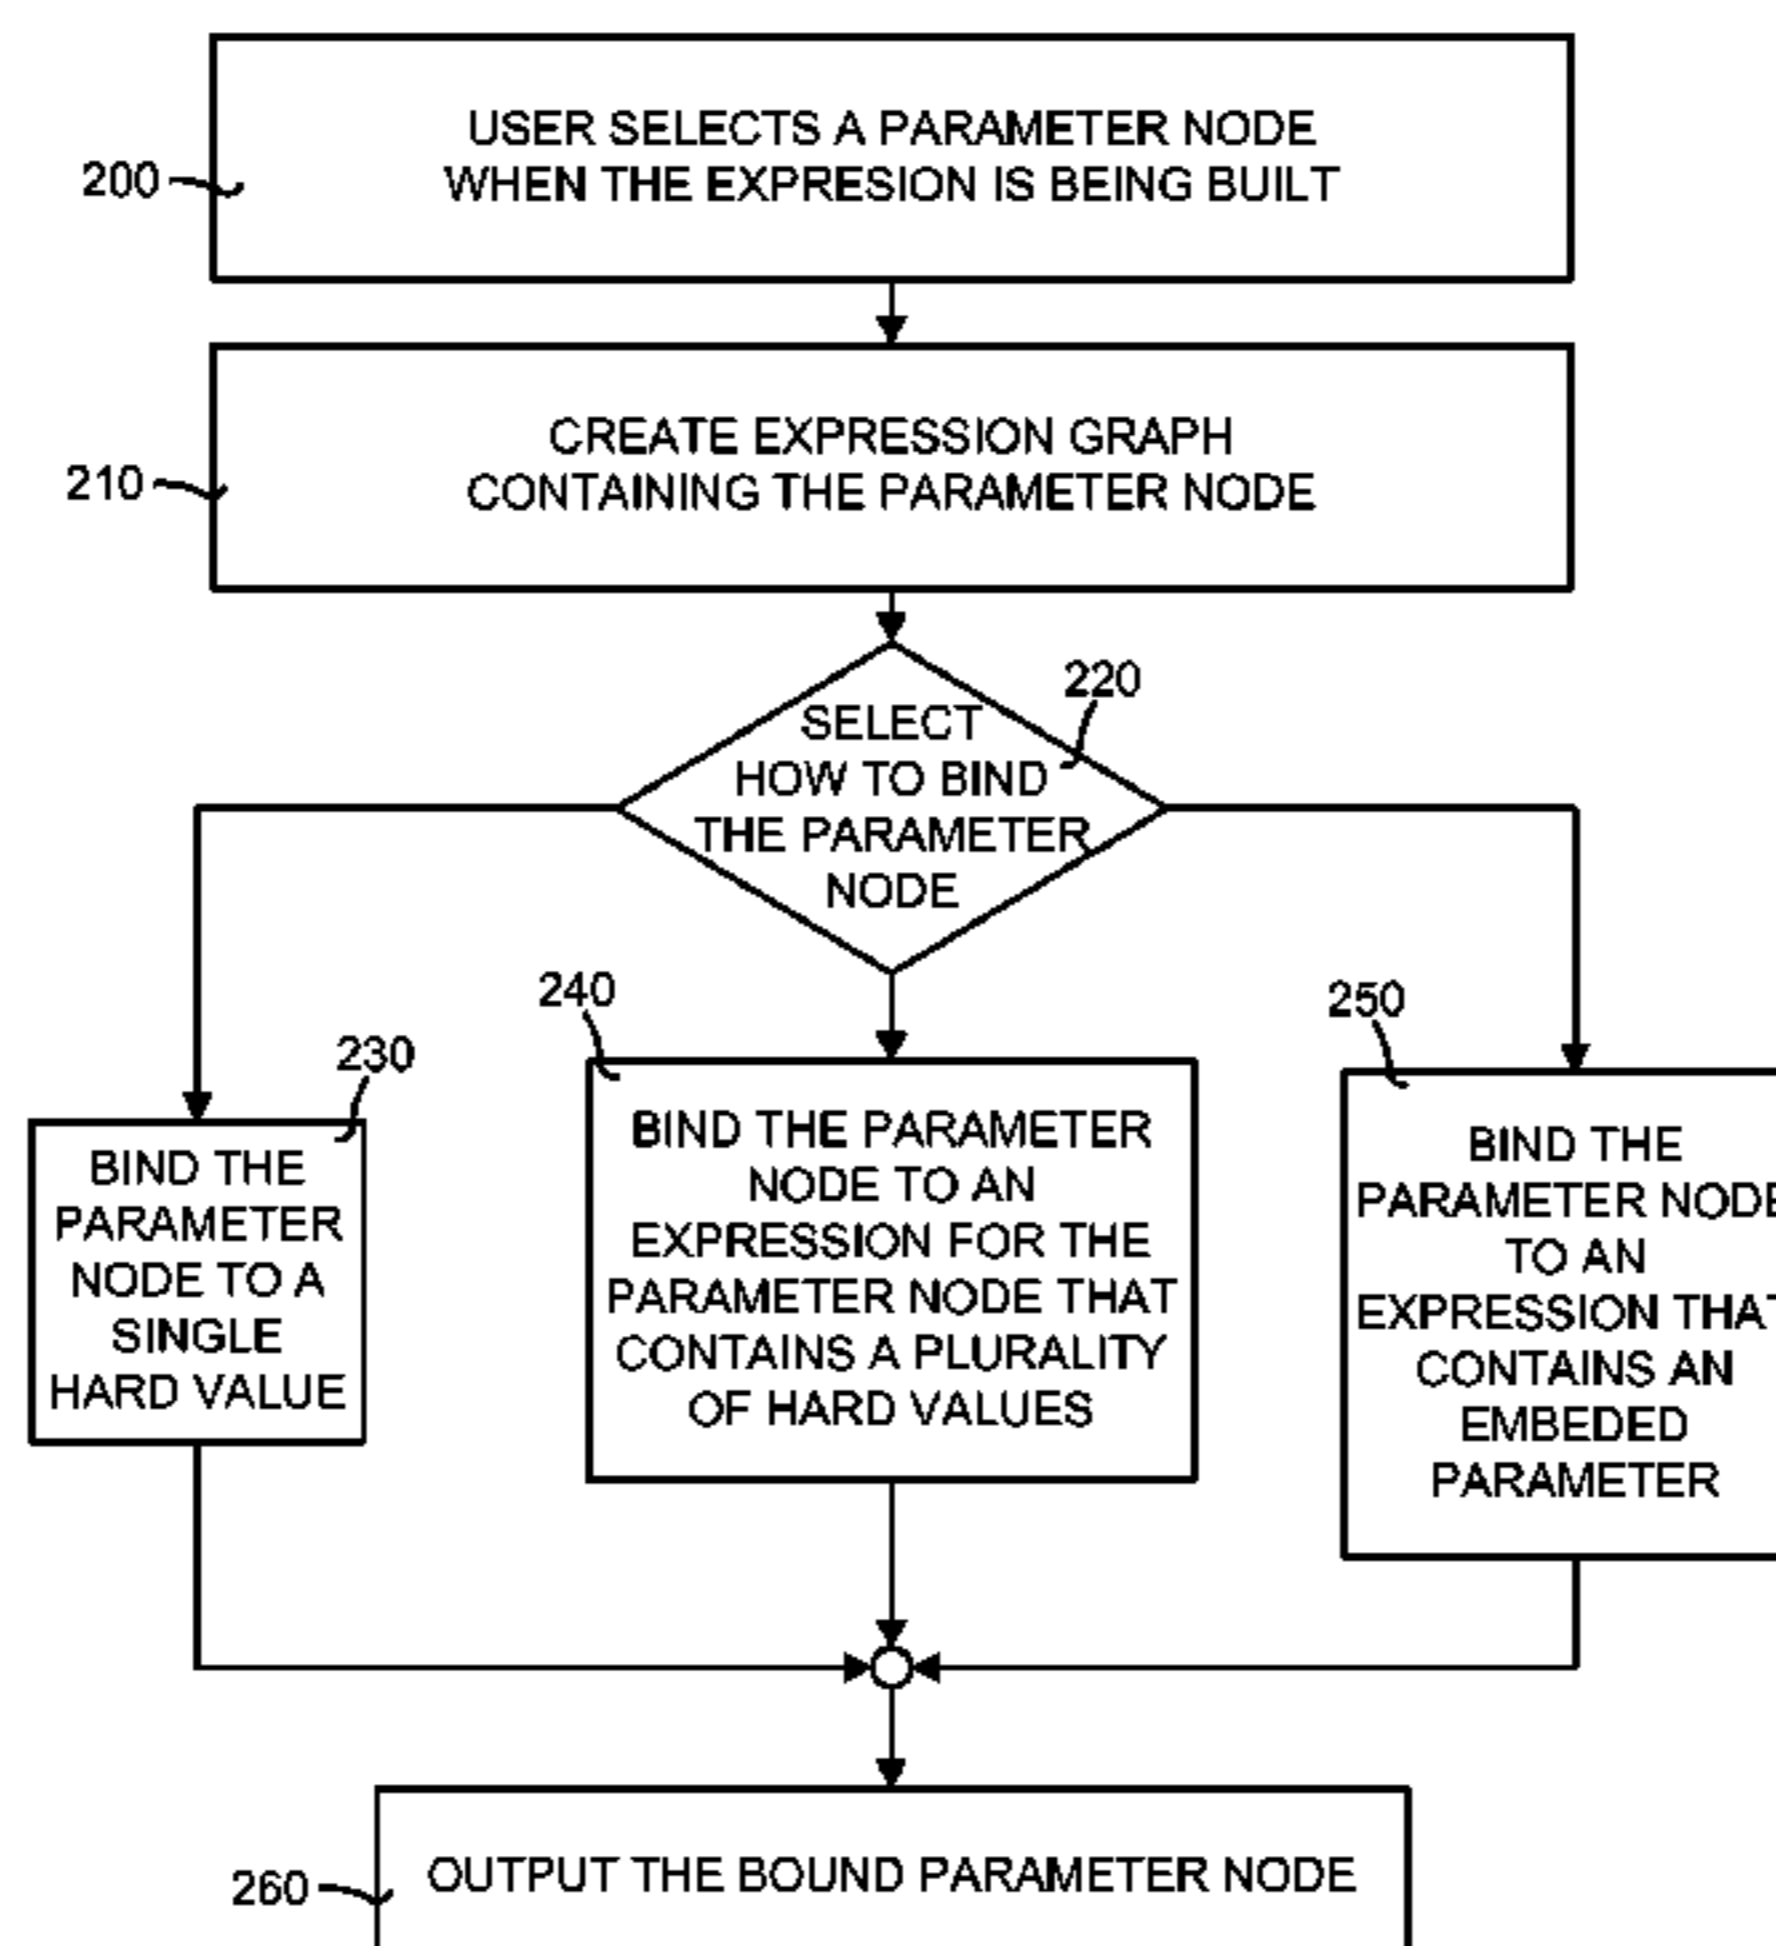 USER SELECTS A PARAMETER NODE
WHEN THE EXPRESION IS BEING BUILT
200
CREATE EXPRESSION GRAPH
CONTAINING THE PARAMETER NODE
210
220
SELECT
HOW TO BIND
THE PARAMETER
NODE
230
BIND THE
PARAMETER
NODE TO A
SINGLE
HARD VALUE
240
BIND THE PARAMETER
NODE TO AN
EXPRESSION FOR THE
PARAMETER NODE THAT
CONTAINS A PLURALITY
OF HARD VALUES
250
BIND THE
PARAMETER NODE
TO AN
EXPRESSION THAT
CONTAINS AN
EMBEDED
PARAMETER
260
OUTPUT THE BOUND PARAMETER NODE